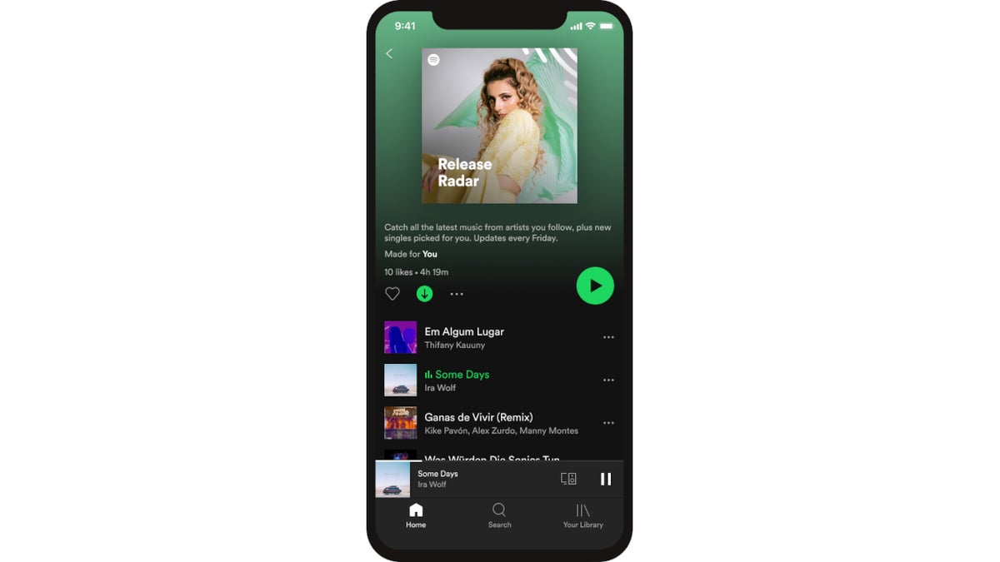 9:41
Release
Radar
Catch all the latest music from artists you follow, plus new
singles picked for you. Updates every Friday.
Made for You
10 likes • 4h 19m
Em Algum Lugar
Thifany Kauuny
Some Days
Ira Wolf
Ganas de Vivir (Remix)
Kike Pavón, Alex Zurdo, Manny Montes
Was Würden Die Sonics Tun
Some Days
Ira Wolf
Home
Search
Your Library